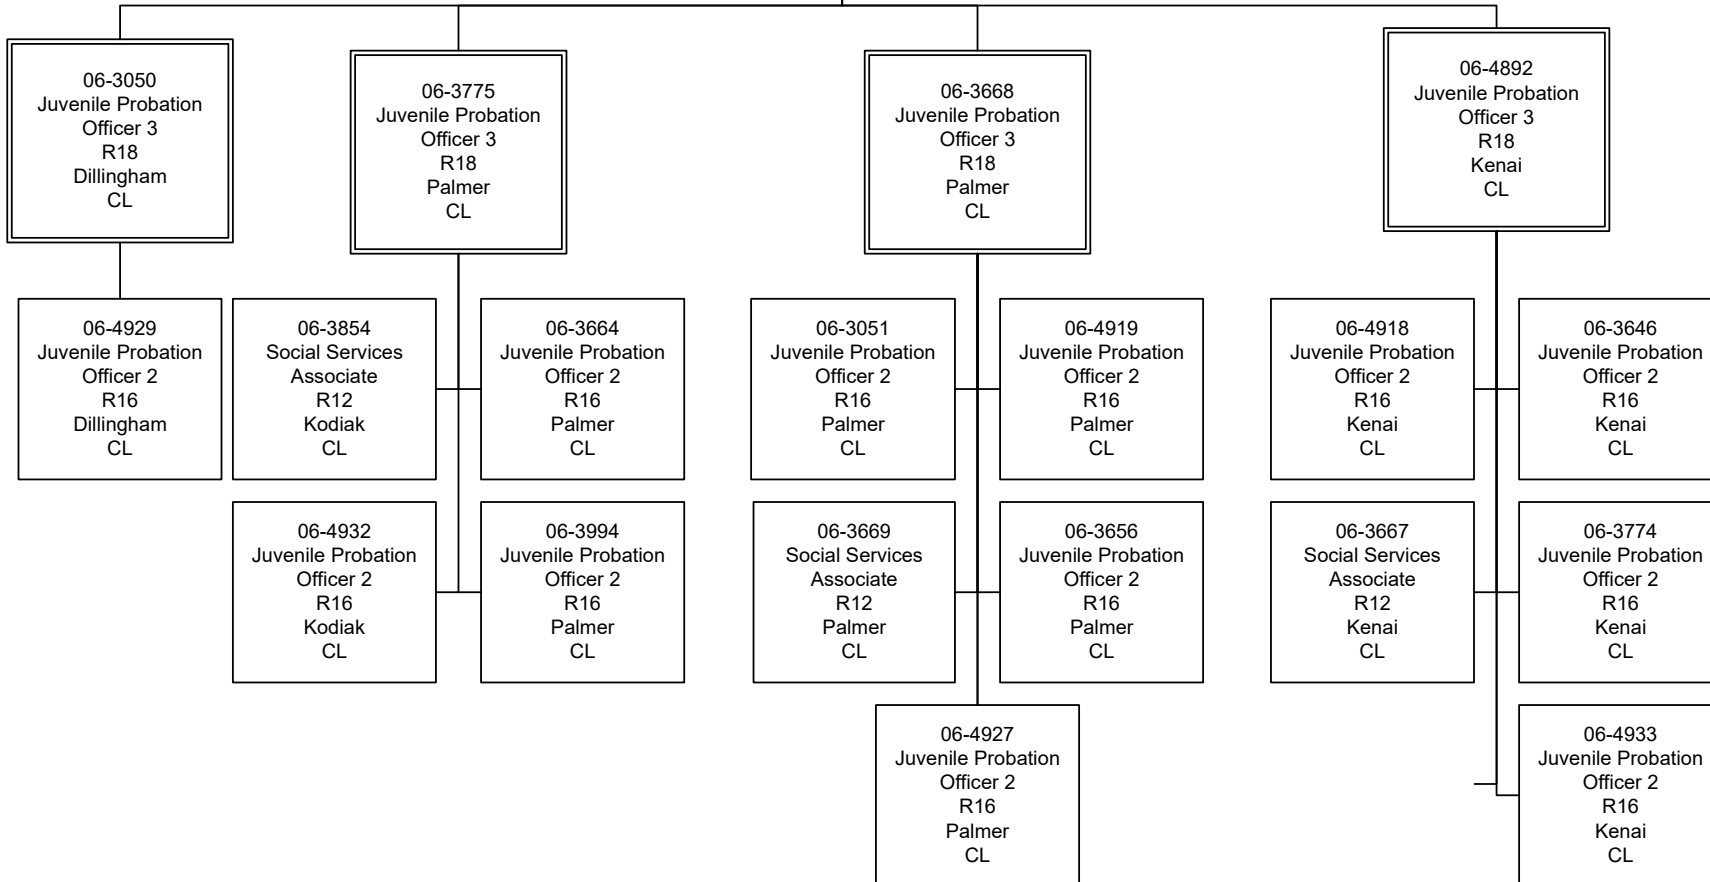 06-3050
Juvenile Probation
Officer 3
R18
Dillingham
CL
06-3775
Juvenile Probation
Officer 3
R18
Palmer
CL
06-3668
Juvenile Probation
Officer 3
R18
Palmer
CL
06-4892
Juvenile Probation
Officer 3
R18
Kenai
CL
06-4929
Juvenile Probation
Officer 2
R16
Dillingham
CL
06-3854
Social Services
Associate
R12
Kodiak
CL
06-3664
Juvenile Probation
Officer 2
R16
Palmer
CL
06-3051
Juvenile Probation
Officer 2
R16
Palmer
CL
06-4919
Juvenile Probation
Officer 2
R16
Palmer
CL
06-4918
Juvenile Probation
Officer 2
R16
Kenai
CL
06-3646
Juvenile Probation
Officer 2
R16
Kenai
CL
06-4932
Juvenile Probation
Officer 2
R16
Kodiak
CL
06-3994
Juvenile Probation
Officer 2
R16
Palmer
CL
06-3669
Social Services
Associate
R12
Palmer
CL
06-3656
Juvenile Probation
Officer 2
R16
Palmer
CL
06-3667
Social Services
Associate
R12
Kenai
CL
06-3774
Juvenile Probation
Officer 2
R16
Kenai
CL
06-4927
Juvenile Probation
Officer 2
R16
Palmer
CL
06-4933
Juvenile Probation
Officer 2
R16
Kenai
CL